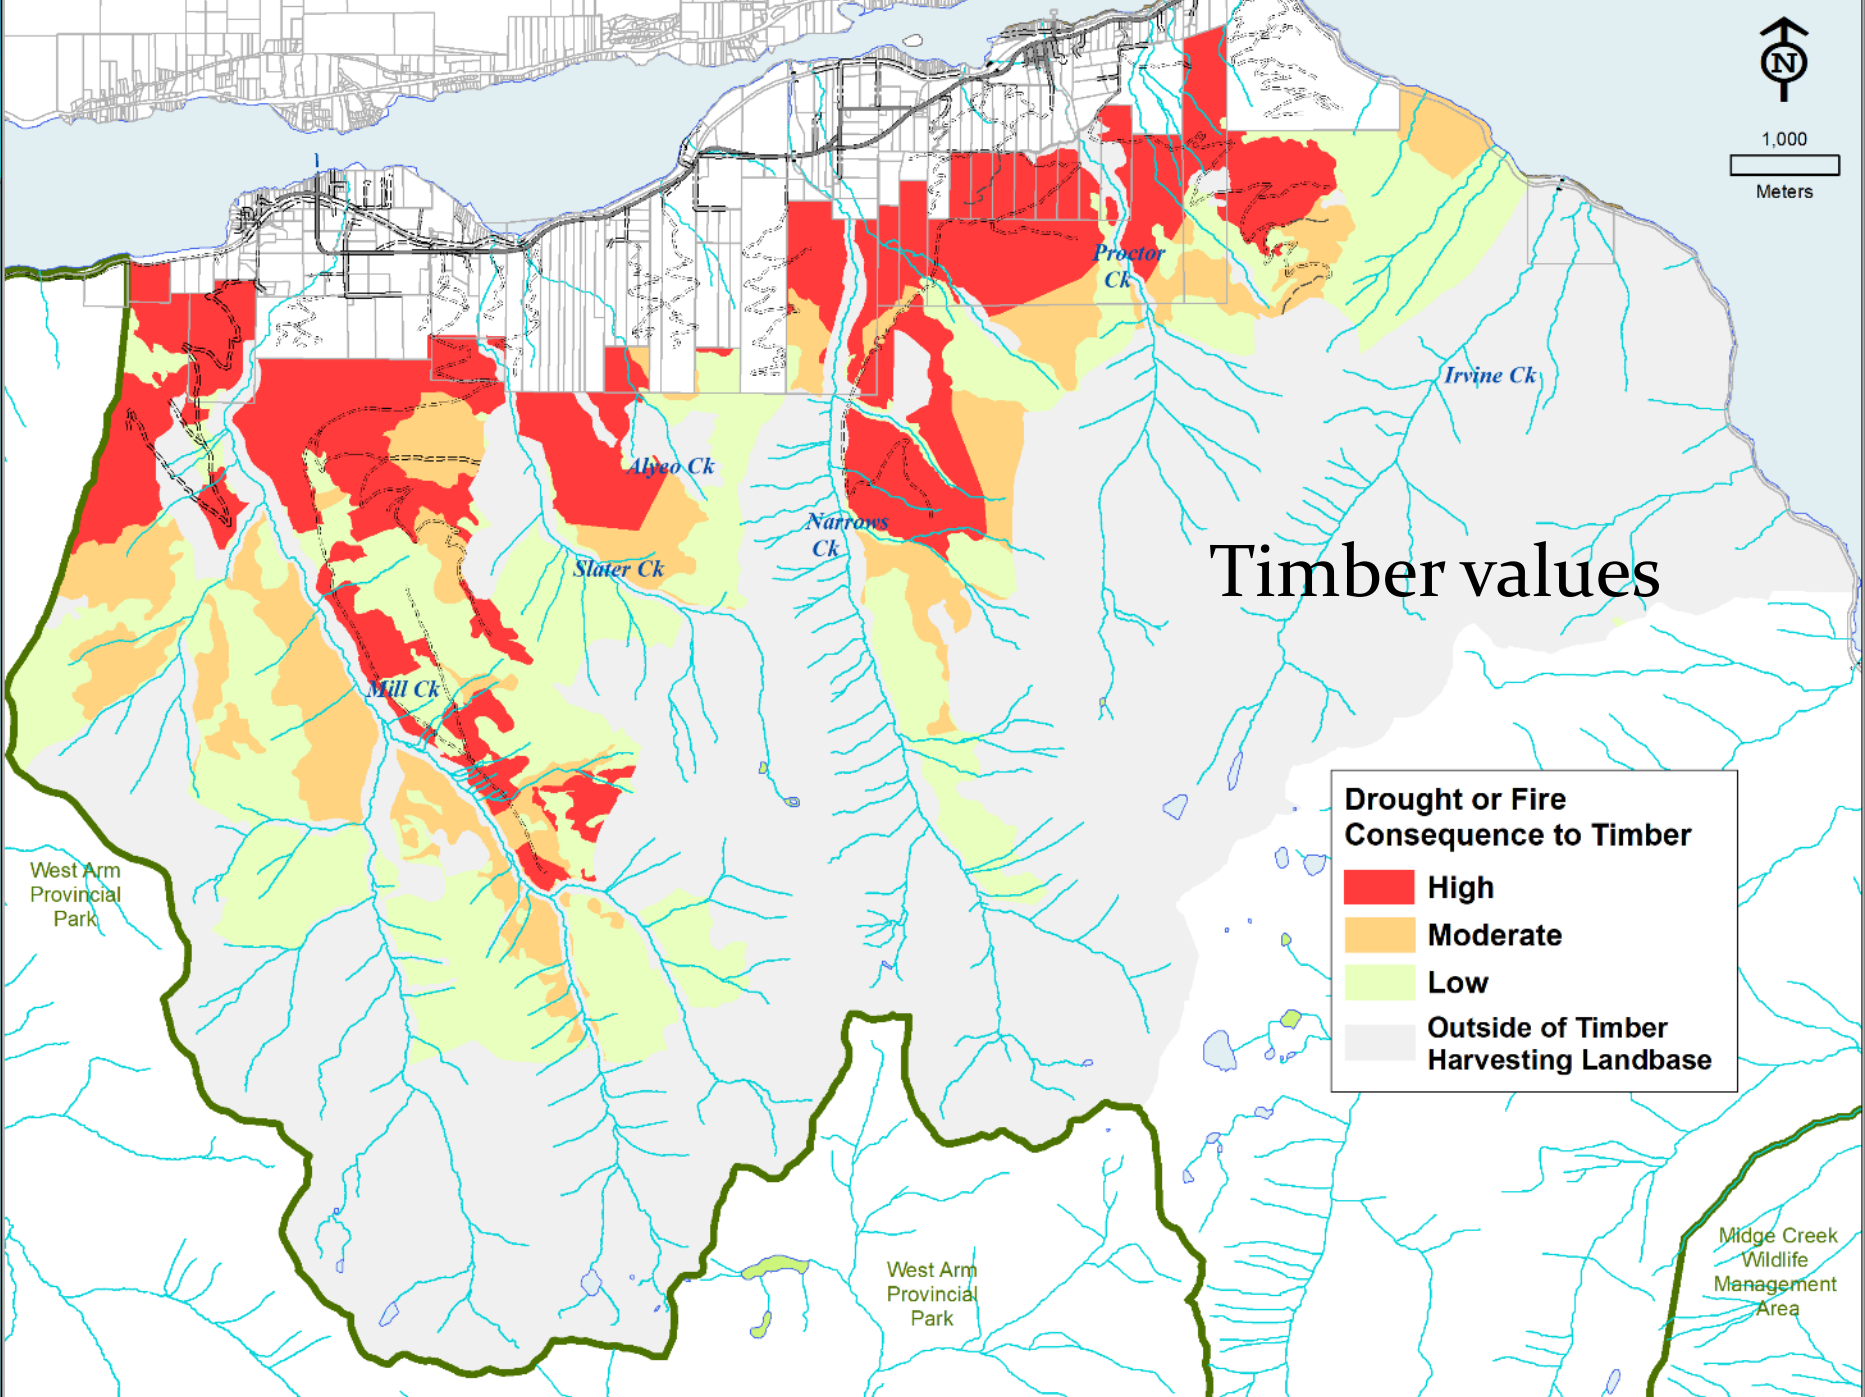 N
1,000
Meters
Proctor
Ck
Irvine Ck
Alyeo Ck
Narrows
Ck
Slater Ck
Timber values
Mill Ck
Drought or Fire
Consequence to Timber
High
Moderate
Low
Outside of Timber
Harvesting Landbase
West Arm
Provincial
Park
West Arm
Provincial
Park
Midge Creek
Wildlife
Management
Area